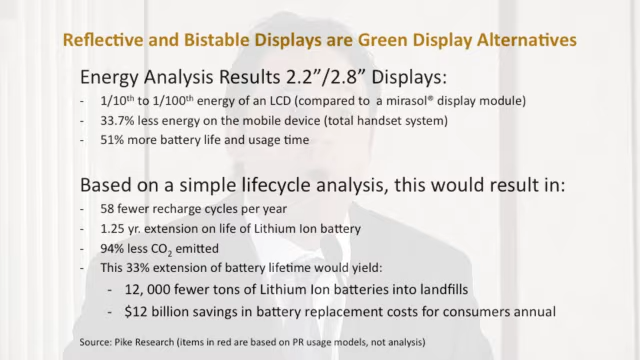 Reflective and Bistable Displays are Green Display Alternatives
Energy Analysis Results 2.2”/2.8” Displays:
- 1/10th to 1/100th energy of an LCD (compared to a mirasol® display module)
- 33.7% less energy on the mobile device (total handset system)
- 51% more battery life and usage time
Based on a simple lifecycle analysis, this would result in:
- 58 fewer recharge cycles per year
- 1.25 yr. extension on life of Lithium Ion battery
- 94% less CO2 emitted
- This 33% extension of battery lifetime would yield:
- 12, 000 fewer tons of Lithium Ion batteries into landfills
- $12 billion savings in battery replacement costs for consumers annual
Source: Pike Research (items in red are based on PR usage models, not analysis)